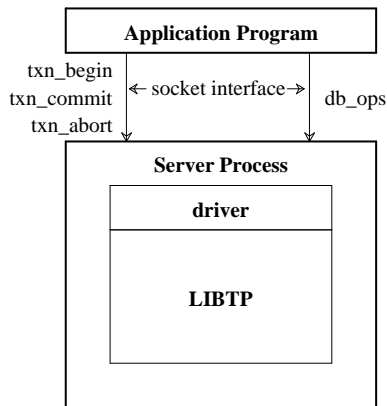 Application Program
txn_begin
socket interface
txn_commit
db_ops
txn_abort
Server Process
driver
LIBTP